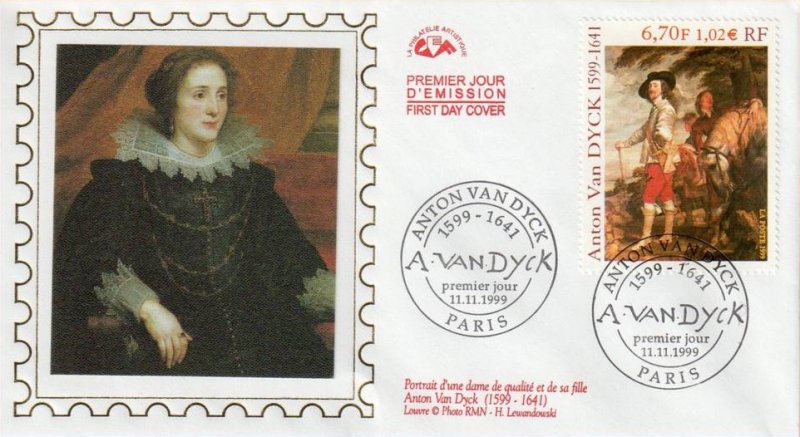 LA PHILATÉLIE ARTISTIQUE
PREMIER JOUR
D'EMISSION
FIRST DAY COVER
6,70F 1,02€ RF
Anton Van DYCK 1599-1641
LA POSTE 1999
ANTON VAN DYCK
1599 - 1641
A. VAN DYCK
premier jour
11.11.1999
PARIS
ANTON VAN DYCK
1599 - 1641
A. VAN DYCK
premier jour
11.11.1999
PARIS
Portrait d'une dame de qualité et de sa fille
Anton Van Dyck (1599 - 1641)
Louvre © Photo RMN - H. Lewandowski